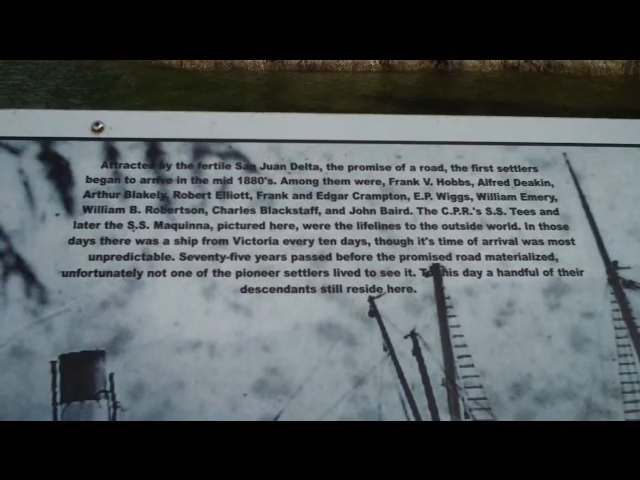 Attracted by the fertile San Juan Delta, the promise of a road, the first settlers
began to arrive in the mid 1880's. Among them were, Frank V. Hobbs, Alfred Deakin,
Arthur Blakely, Robert Elliott, Frank and Edgar Crampton, E.P. Wiggs, William Emery,
William B. Robertson, Charles Blackstaff, and John Baird. The C.P.R.'s S.S. Tees and
later the S.S. Maquinna, pictured here, were the lifelines to the outside world. In those
days there was a ship from Victoria every ten days, though it's time of arrival was most
unpredictable. Seventy-five years passed before the promised road materialized,
unfortunately not one of the pioneer settlers lived to see it. To this day a handful of their
descendants still reside here.